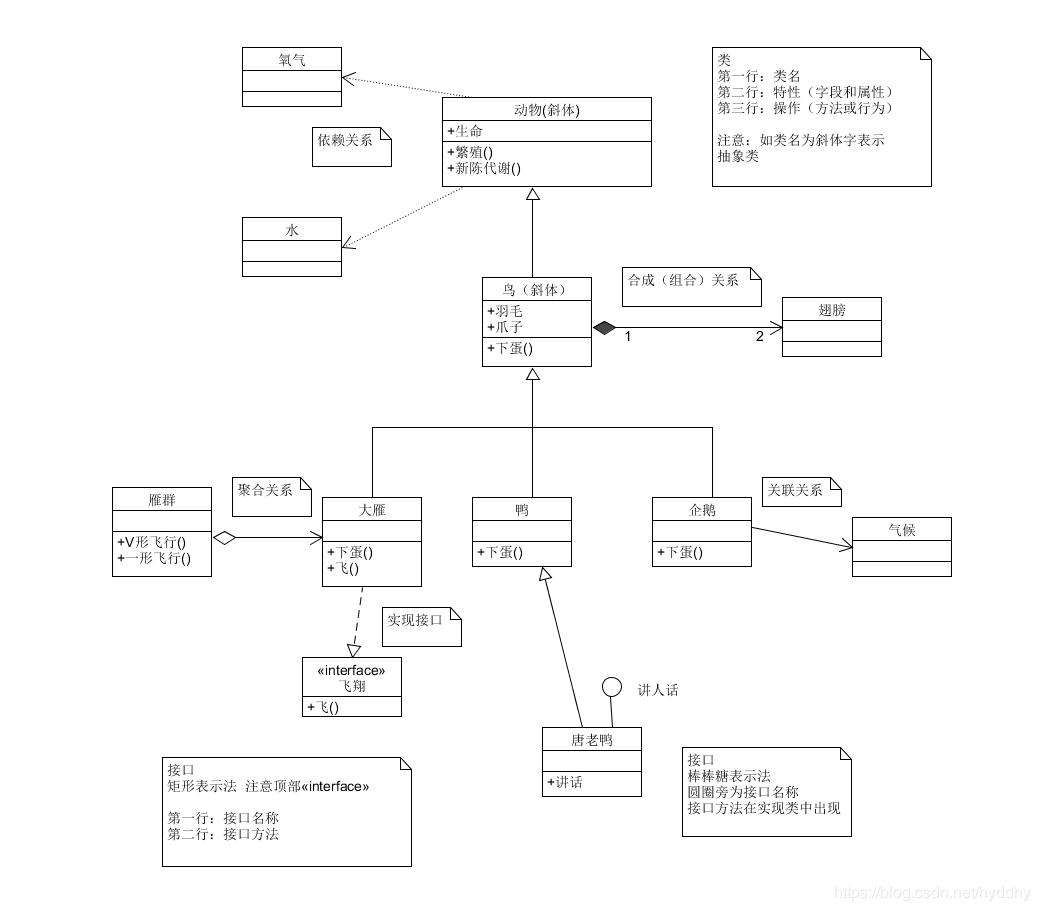 氧气
类
第一行：类名
第二行：特性（字段和属性）
第三行：操作（方法或行为）
注意：如类名为斜体字表示
抽象类
动物(斜体)
+生命
+繁殖()
+新陈代谢()
依赖关系
水
鸟（斜体）
+羽毛
+爪子
+下蛋()
合成（组合）关系
1
2
翅膀
雁群
+V形飞行()
+一形飞行()
聚合关系
大雁
+下蛋()
+飞()
鸭
+下蛋()
企鹅
+下蛋()
关联关系
气候
实现接口
«interface»
飞翔
+飞()
讲人话
唐老鸭
+讲话
接口
矩形表示法 注意顶部«interface»
第一行：接口名称
第二行：接口方法
接口
棒棒糖表示法
圆圈旁为接口名称
接口方法在实现类中出现
https://blog.csdn.net/hyddhy